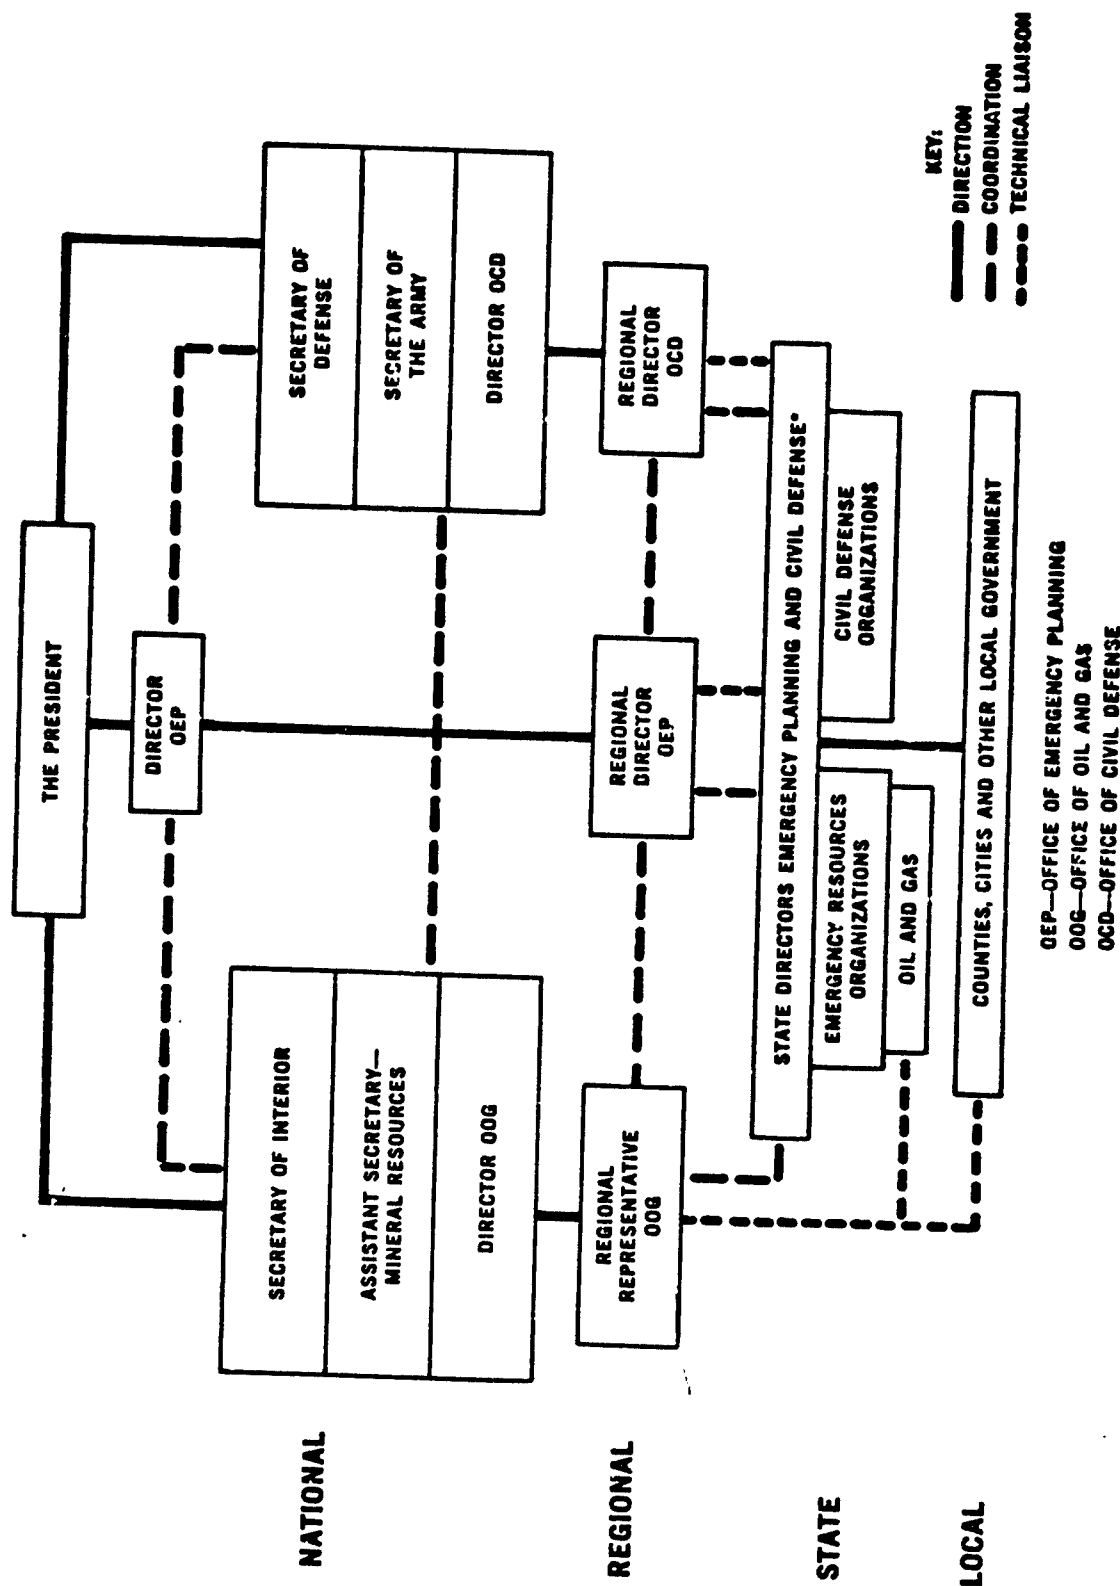 THE PRESIDENT
DIRECTOR
OEP
NATIONAL
SECRETARY OF INTERIOR
ASSISTANT SECRETARY—
MINERAL RESOURCES
DIRECTOR OOG
SECRETARY OF
DEFENSE
SECRETARY OF
THE ARMY
DIRECTOR OCD
REGIONAL
REGIONAL
REPRESENTATIVE
OOG
REGIONAL
DIRECTOR
OEP
REGIONAL
DIRECTOR
OCD
STATE
STATE DIRECTORS EMERGENCY PLANNING AND CIVIL DEFENSE*
EMERGENCY RESOURCES
ORGANIZATIONS
CIVIL DEFENSE
ORGANIZATIONS
OIL AND GAS
LOCAL
COUNTIES, CITIES AND OTHER LOCAL GOVERNMENT
KEY:
DIRECTION
COORDINATION
TECHNICAL LIAISON
OEP—OFFICE OF EMERGENCY PLANNING
OOG—OFFICE OF OIL AND GAS
OCD—OFFICE OF CIVIL DEFENSE